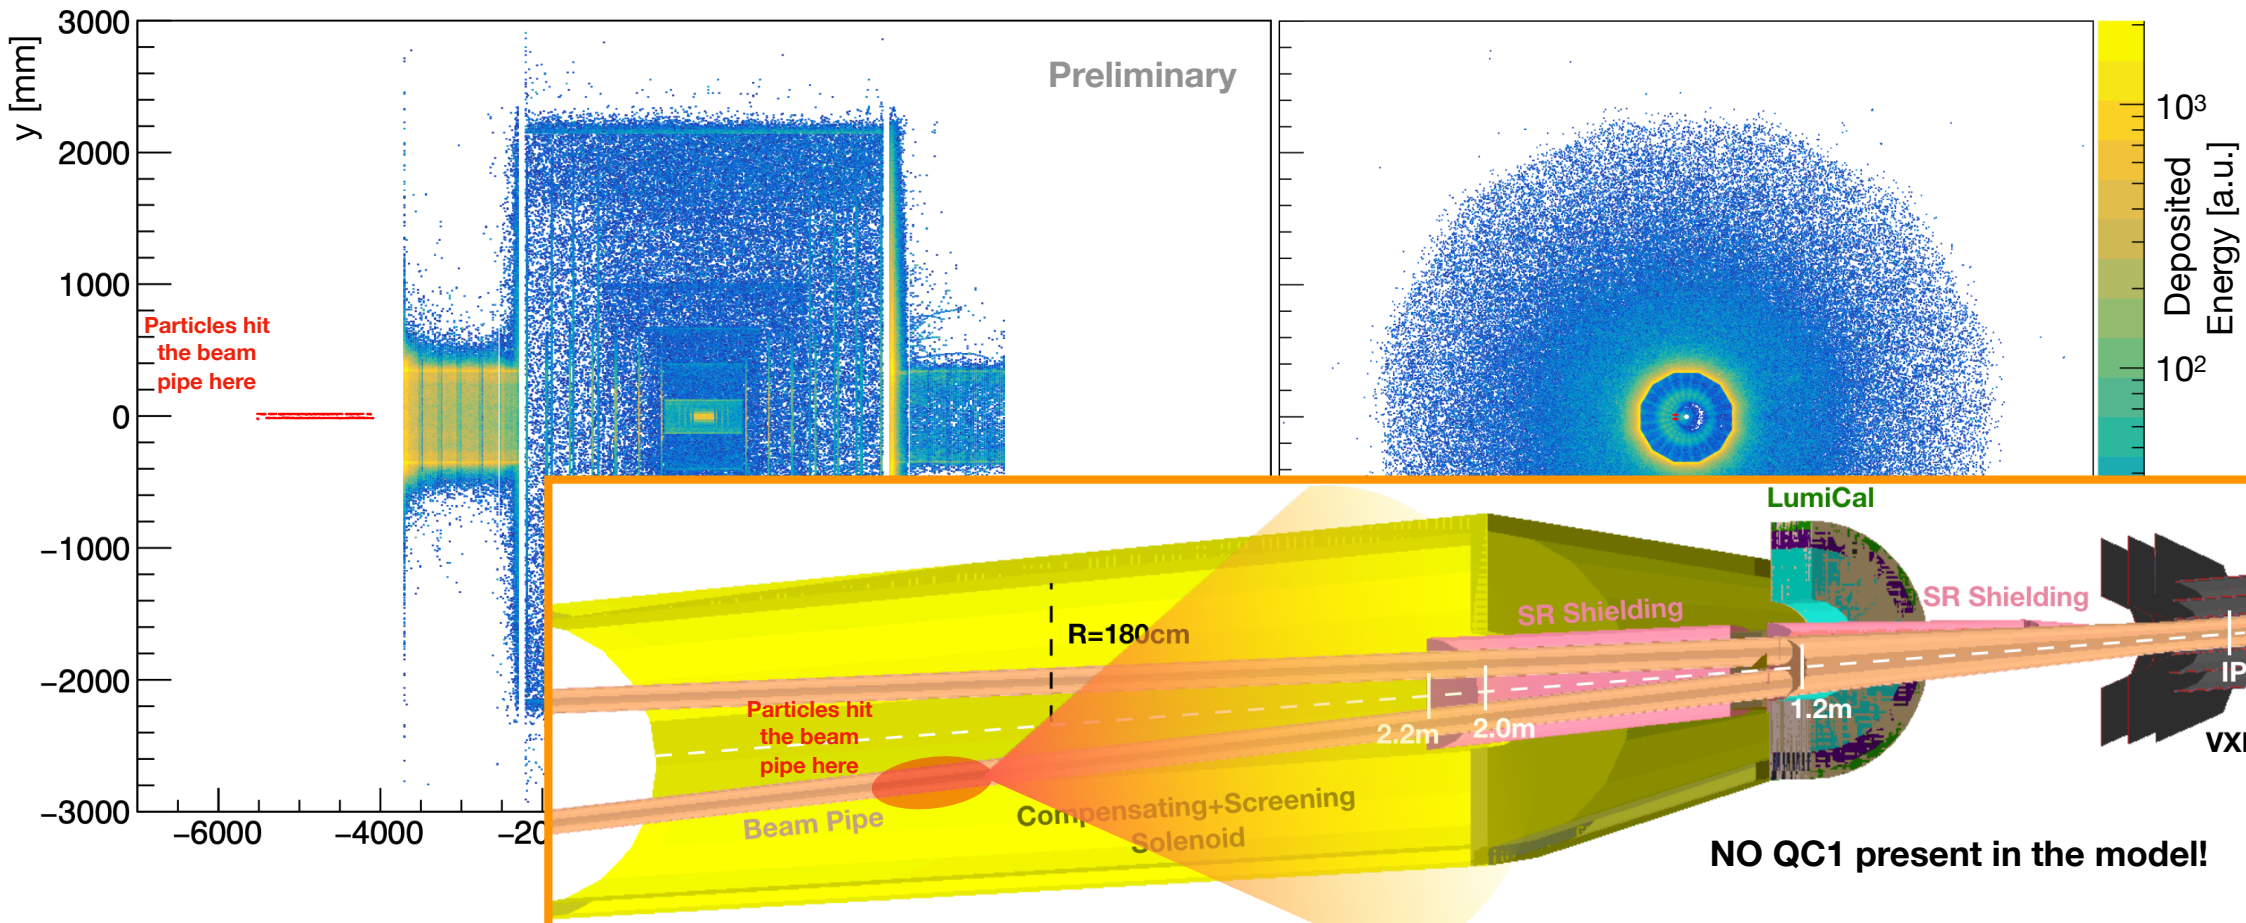 3000
2000
1000
0
−1000
−2000
−3000
y [mm]
−6000
−4000
−20
Preliminary
Particles hit
the beam
pipe here
10³
10²
Deposited
Energy [a.u.]
LumiCal
SR Shielding
SR Shielding
R=180cm
IP
1.2m
2.0m
2.2m
VX
Particles hit
the beam
pipe here
Beam Pipe
Compensating+Screening
Solenoid
NO QC1 present in the model!